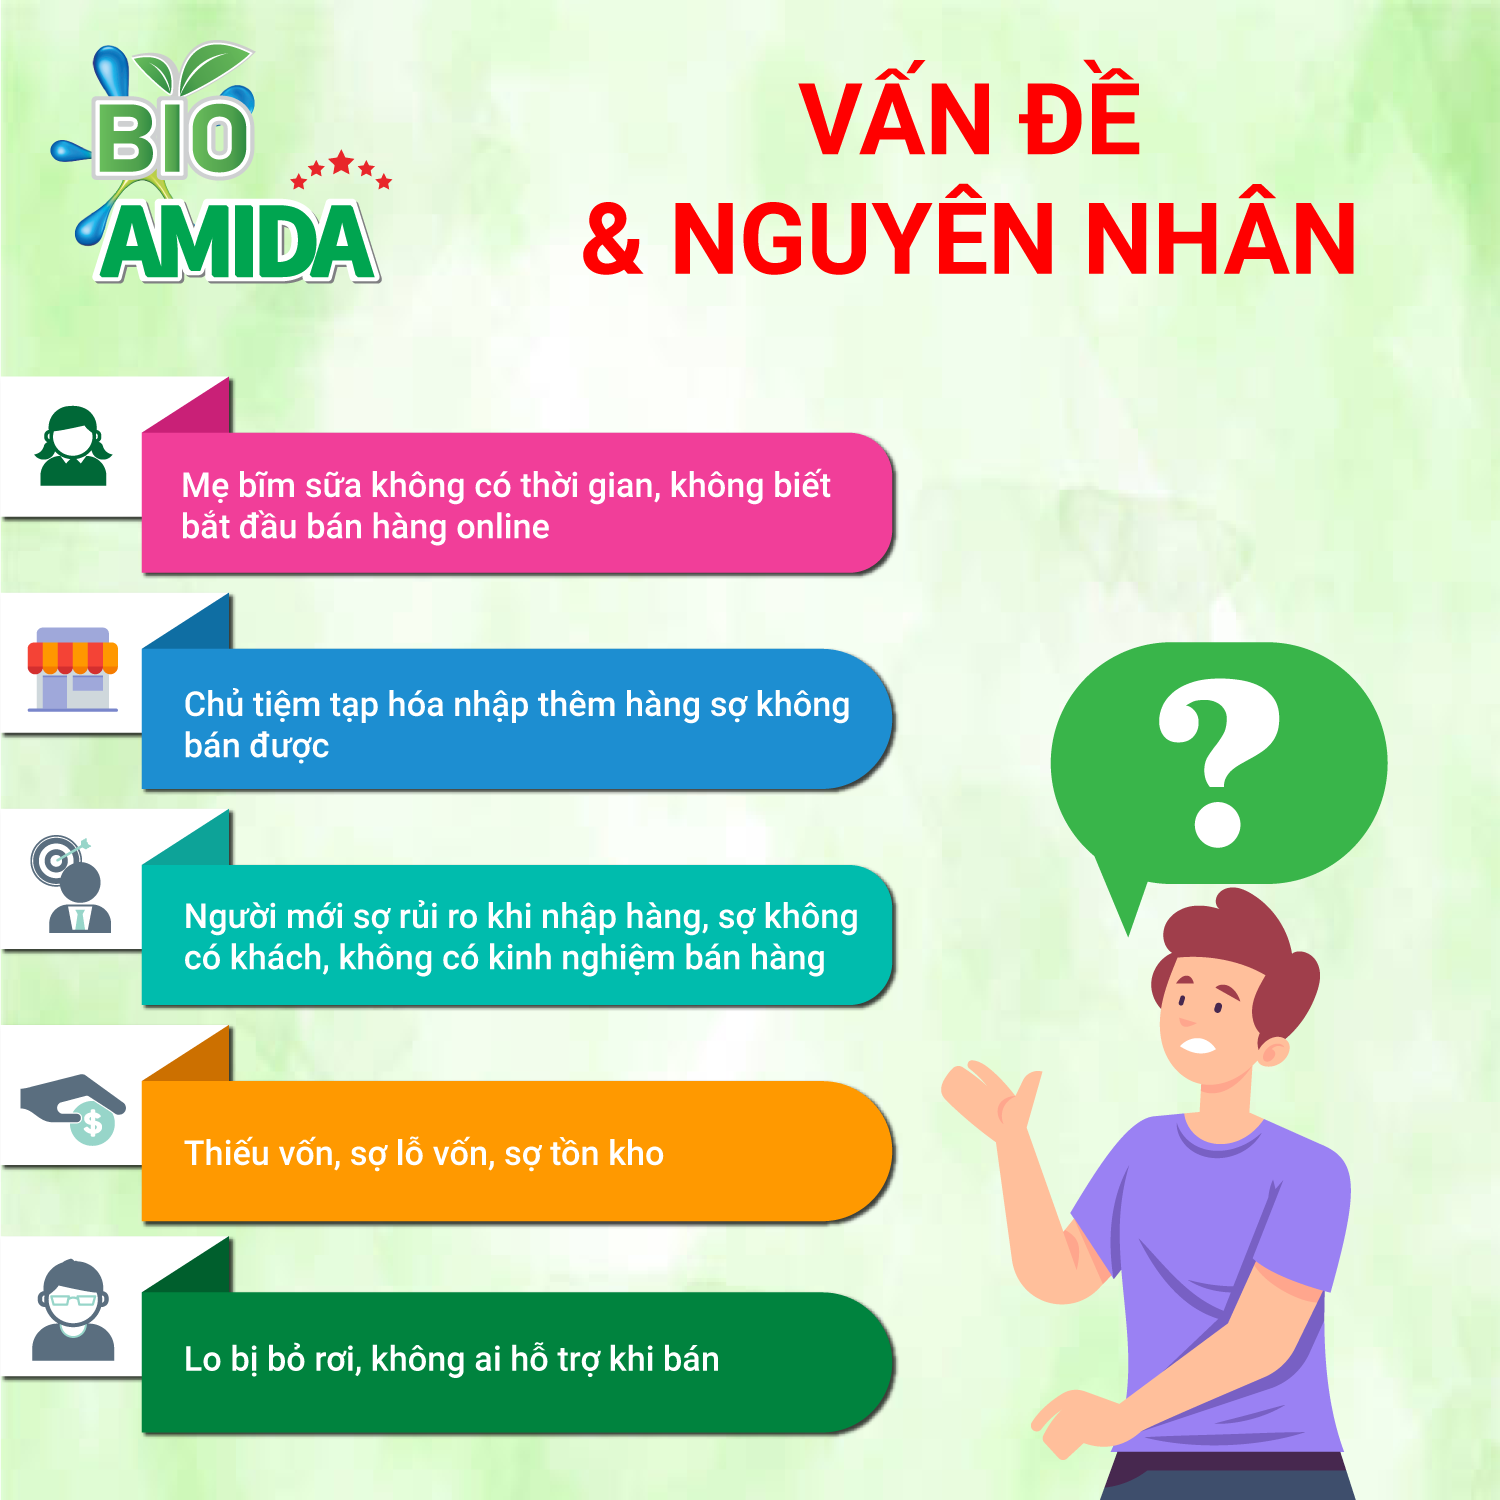 BIO
AMIDA
VẤN ĐỀ
& NGUYÊN NHÂN
Mẹ bĩm sữa không có thời gian, không biết
bắt đầu bán hàng online
Chủ tiệm tạp hóa nhập thêm hàng sợ không
bán được
Người mới sợ rủi ro khi nhập hàng, sợ không
có khách, không có kinh nghiệm bán hàng
$
Thiếu vốn, sợ lỗ vốn, sợ tồn kho
Lo bị bỏ rơi, không ai hỗ trợ khi bán
?